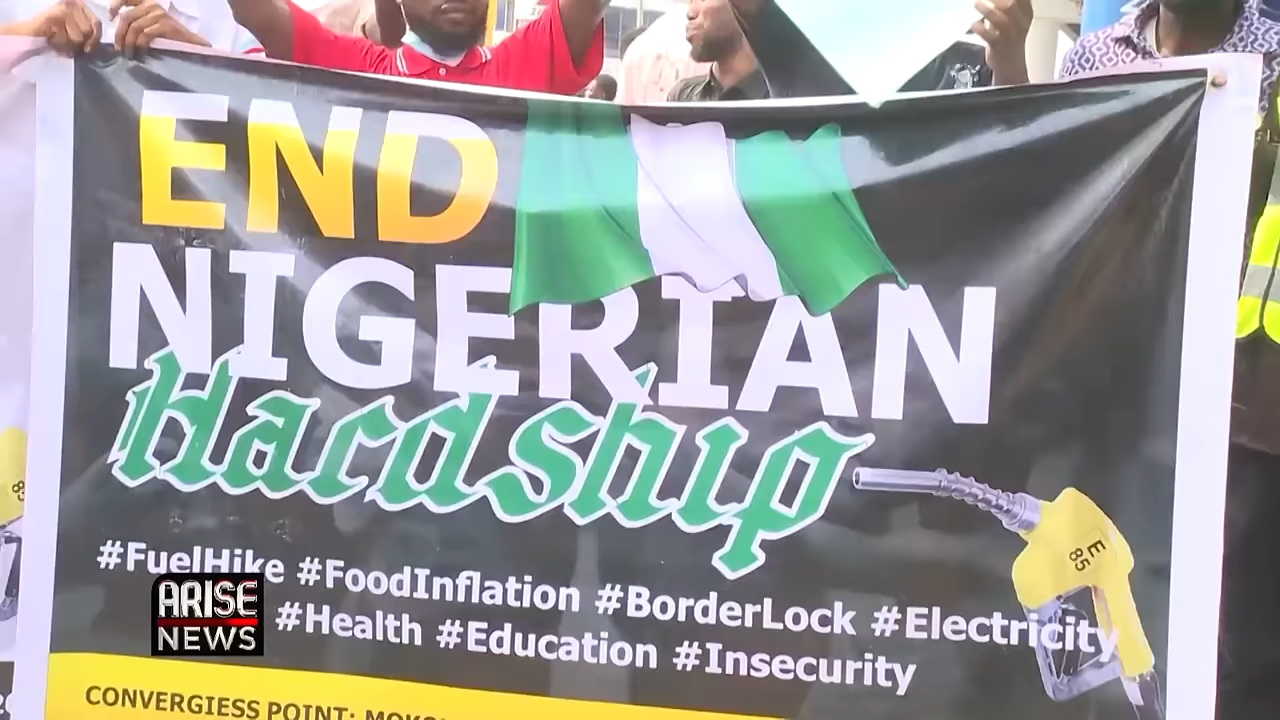 END
NIGERIAN
Hardship
#FuelHike #FoodInflation #BorderLock #Electricity
#Health #Education #Insecurity
CONVERGIESS POINT:
E
85
ARISE
NEWS